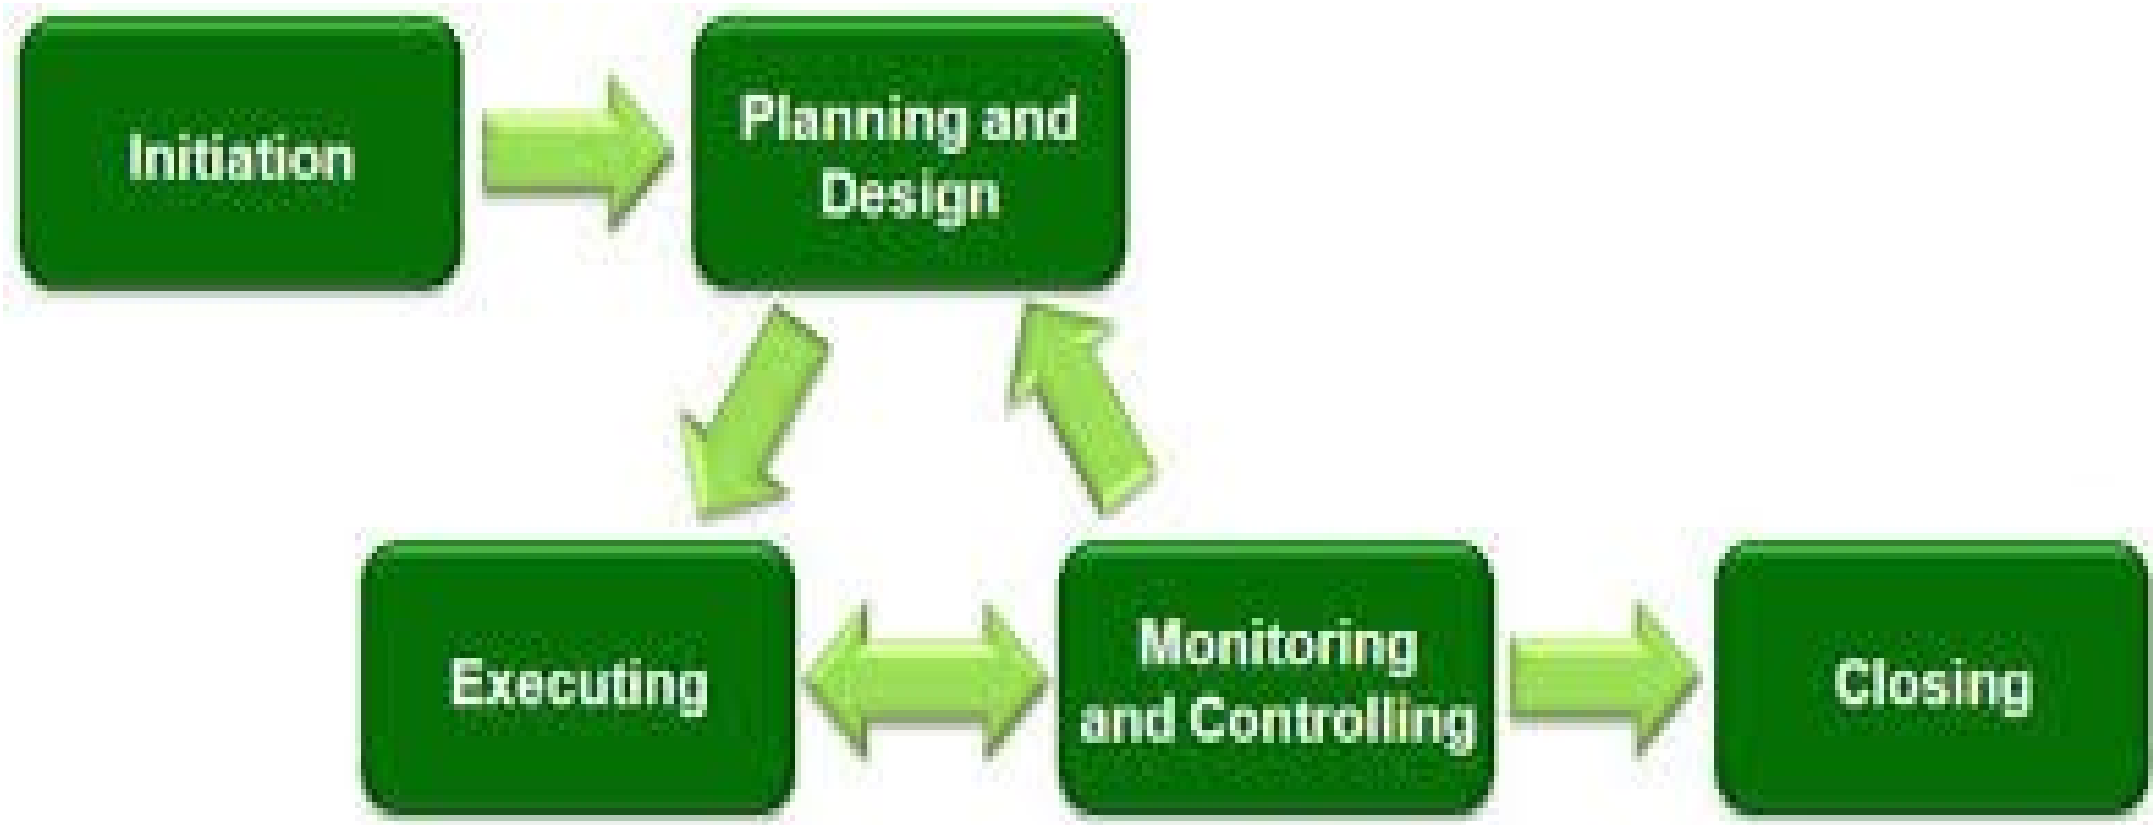 Initiation
Planning and
Design
Executing
Monitoring
and Controlling
Closing